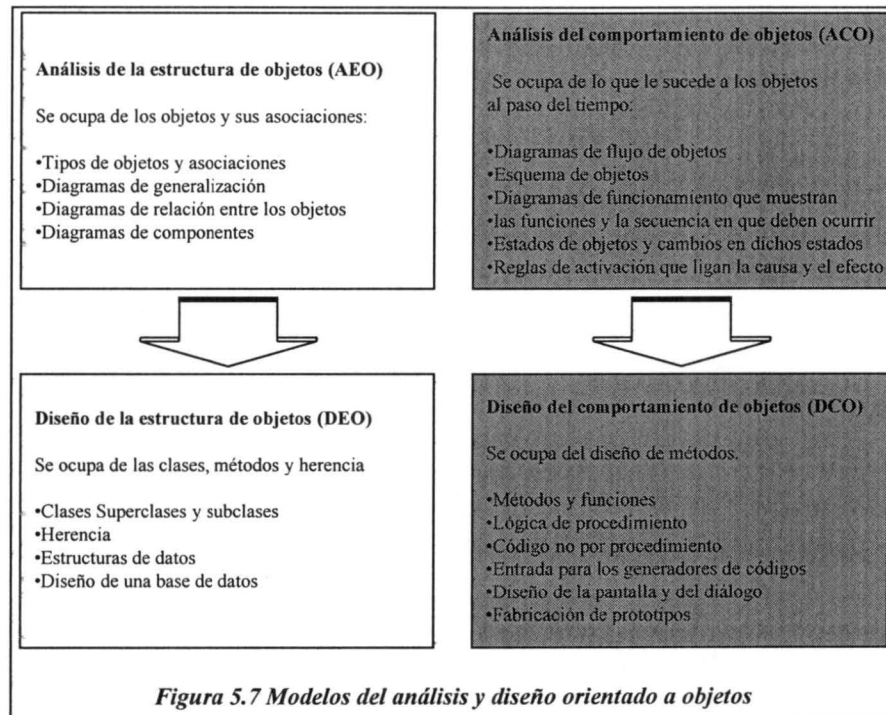 Análisis de la estructura de objetos (AEO)
Se ocupa de los objetos y sus asociaciones:
•Tipos de objetos y asociaciones
•Diagramas de generalización
•Diagramas de relación entre los objetos
•Diagramas de componentes
Análisis del comportamiento de objetos (ACO)
Se ocupa de lo que le sucede a los objetos
al paso del tiempo:
•Diagramas de flujo de objetos
•Esquema de objetos
•Diagramas de funcionamiento que muestran
•las funciones y la secuencia en que deben ocurrir
•Estados de objetos y cambios en dichos estados
•Reglas de activación que ligan la causa y el efecto
Diseño de la estructura de objetos (DEO)
Se ocupa de las clases, métodos y herencia
•Clases Superclases y subclases
•Herencia
•Estructuras de datos
•Diseño de una base de datos
Diseño del comportamiento de objetos (DCO)
Se ocupa del diseño de métodos.
•Métodos y funciones
•Lógica de procedimiento
•Código no por procedimiento
•Entrada para los generadores de códigos
•Diseño de la pantalla y del diálogo
•Fabricación de prototipos
Figura 5.7 Modelos del análisis y diseño orientado a objetos